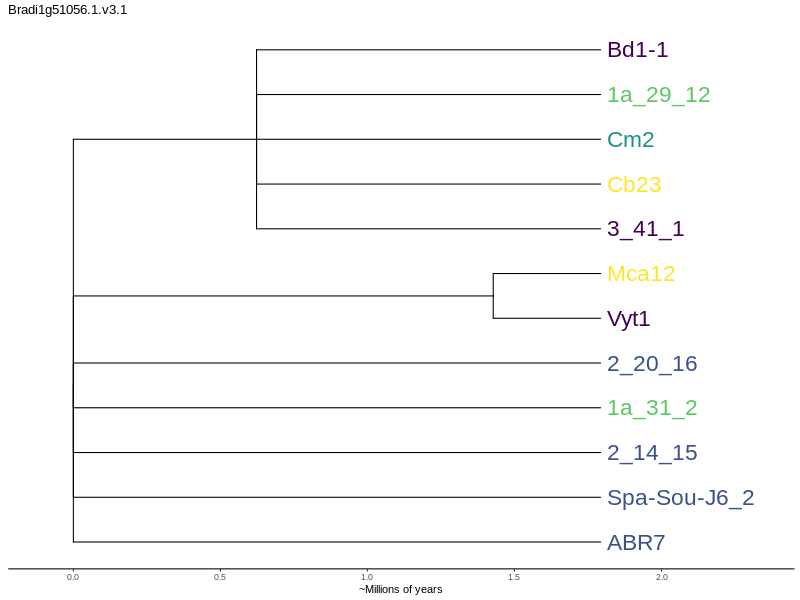 Bradi1g51056.1.v3.1
Bd1-1
1a_29_12
Cm2
Cb23
3_41_1
Mca12
Vyt1
2_20_16
1a_31_2
2_14_15
Spa-Sou-J6_2
ABR7
0.0 0.5 1.0 1.5 2.0
~Millions of years